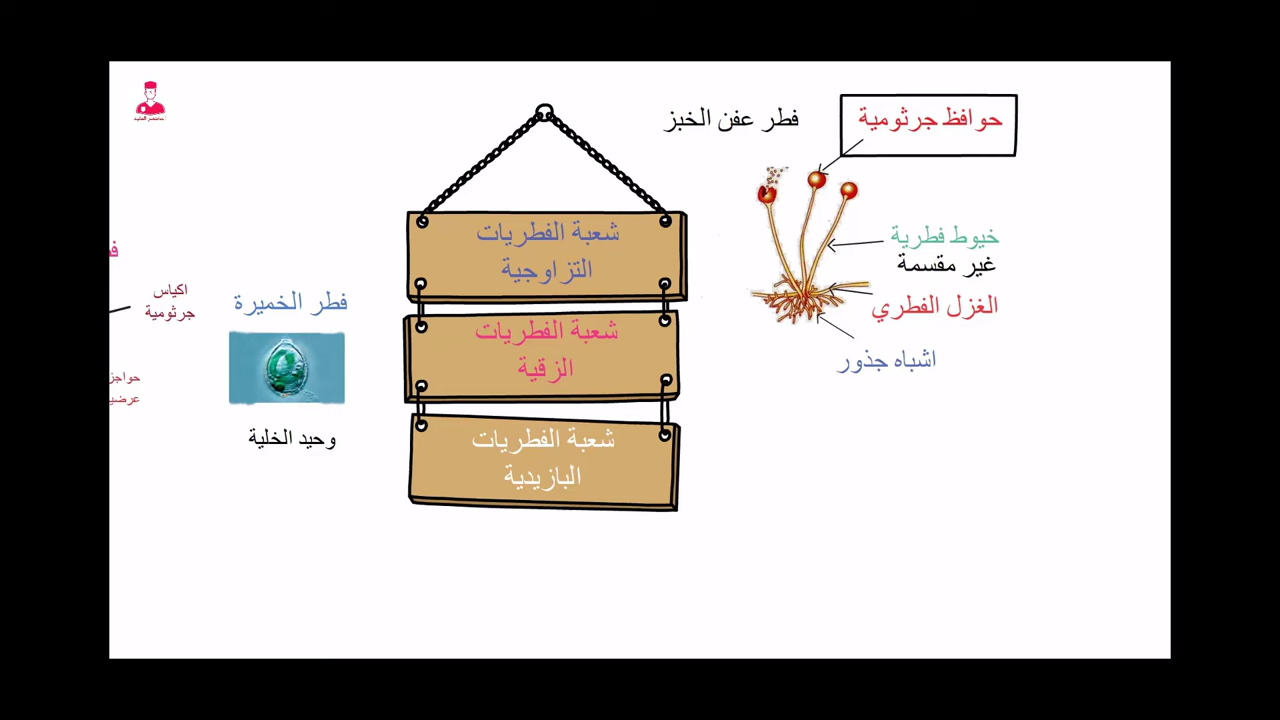 حوافظ جرثومية
فطر عفن الخبز
خيوط فطرية
غير مقسمة
الغزل الفطري
اشباه جذور
شعبة الفطريات
التزاوجية
شعبة الفطريات
الزقية
شعبة الفطريات
البازيدية
فطر الخميرة
وحيد الخلية
اكياس
جرثومية
حواجز